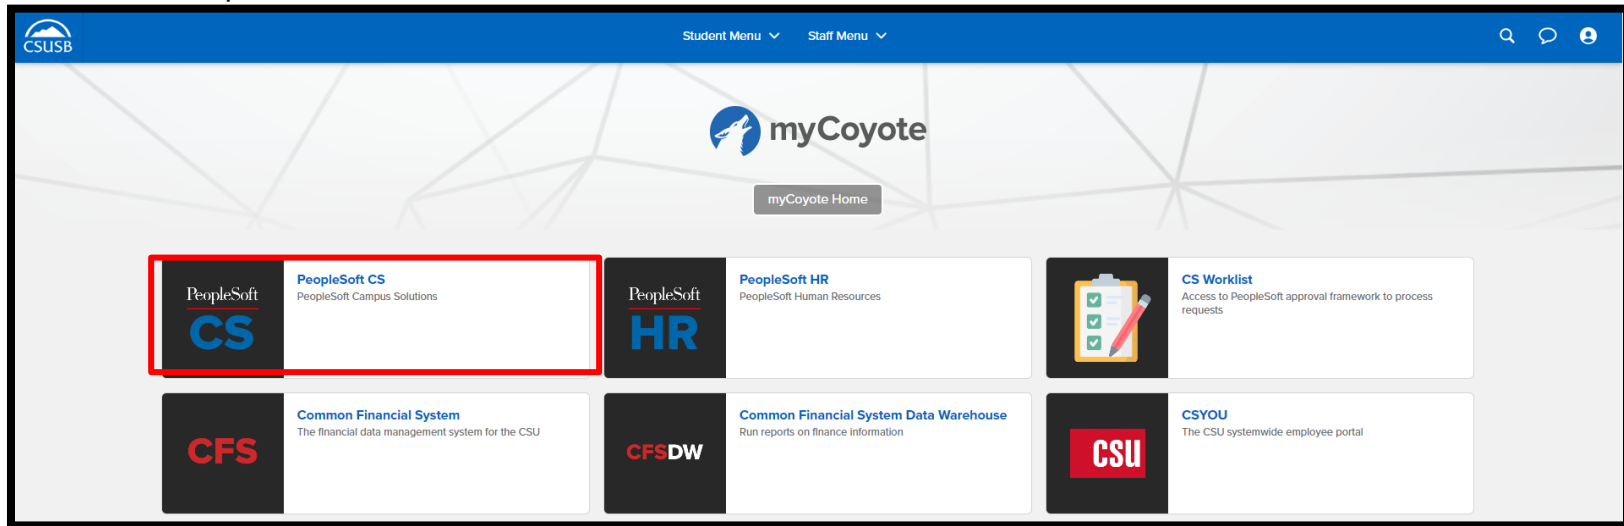 CSUSB
Student Menu
Staff Menu
myCoyote
myCoyote Home
PeopleSoft
CS
PeopleSoft CS
PeopleSoft Campus Solutions
PeopleSoft
HR
PeopleSoft HR
PeopleSoft Human Resources
CS Worklist
Access to PeopleSoft approval framework to process
requests
CFS
Common Financial System
The financial data management system for the CSU
CFSDW
Common Financial System Data Warehouse
Run reports on finance information
CSU
CSYOU
The CSU systemwide employee portal